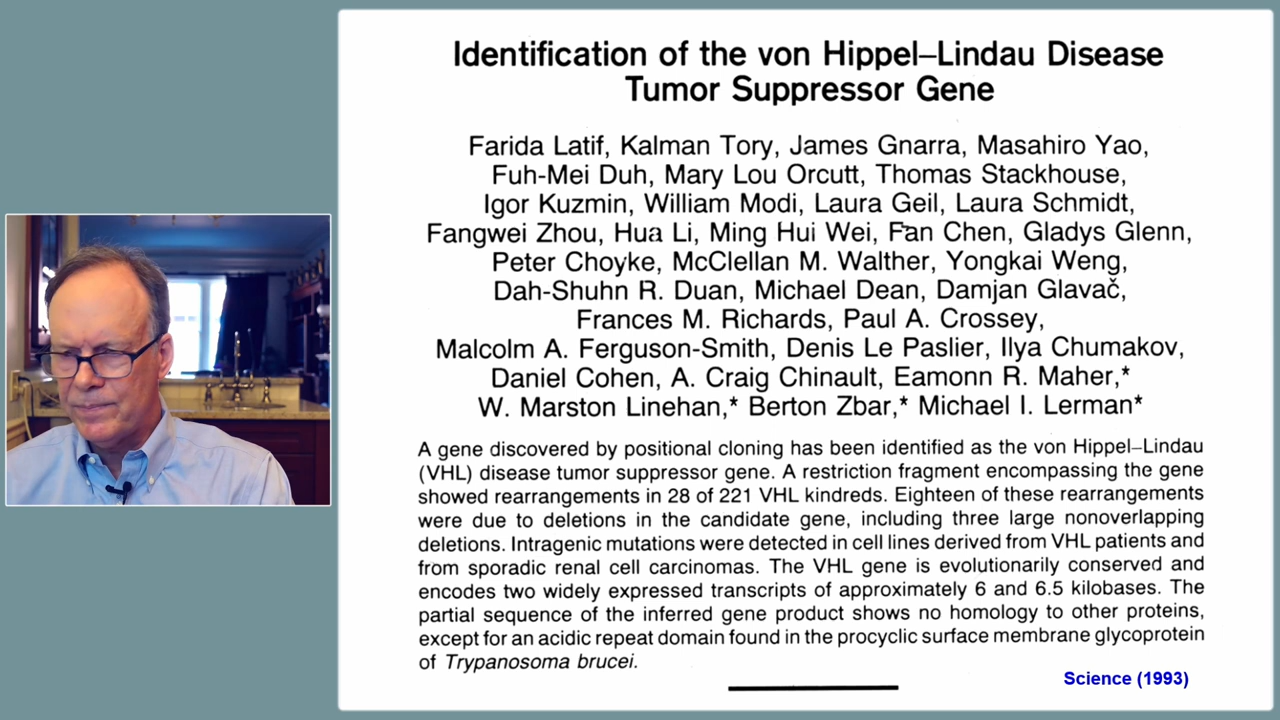 Identification of the von Hippel–Lindau Disease
Tumor Suppressor Gene
Farida Latif, Kalman Tory, James Gnarra, Masahiro Yao,
Fuh-Mei Duh, Mary Lou Orcutt, Thomas Stackhouse,
Igor Kuzmin, William Modi, Laura Geil, Laura Schmidt,
Fangwei Zhou, Hua Li, Ming Hui Wei, Fan Chen, Gladys Glenn,
Peter Choyke, McClellan M. Walther, Yongkai Weng,
Dah-Shuhn R. Duan, Michael Dean, Damjan Glavač,
Frances M. Richards, Paul A. Crossey,
Malcolm A. Ferguson-Smith, Denis Le Paslier, Ilya Chumakov,
Daniel Cohen, A. Craig Chinault, Eamonn R. Maher,*
W. Marston Linehan,* Berton Zbar,* Michael I. Lerman*
A gene discovered by positional cloning has been identified as the von Hippel–Lindau
(VHL) disease tumor suppressor gene. A restriction fragment encompassing the gene
showed rearrangements in 28 of 221 VHL kindreds. Eighteen of these rearrangements
were due to deletions in the candidate gene, including three large nonoverlapping
deletions. Intragenic mutations were detected in cell lines derived from VHL patients and
from sporadic renal cell carcinomas. The VHL gene is evolutionarily conserved and
encodes two widely expressed transcripts of approximately 6 and 6.5 kilobases. The
partial sequence of the inferred gene product shows no homology to other proteins,
except for an acidic repeat domain found in the procyclic surface membrane glycoprotein
of Trypanosoma brucei.
Science (1993)